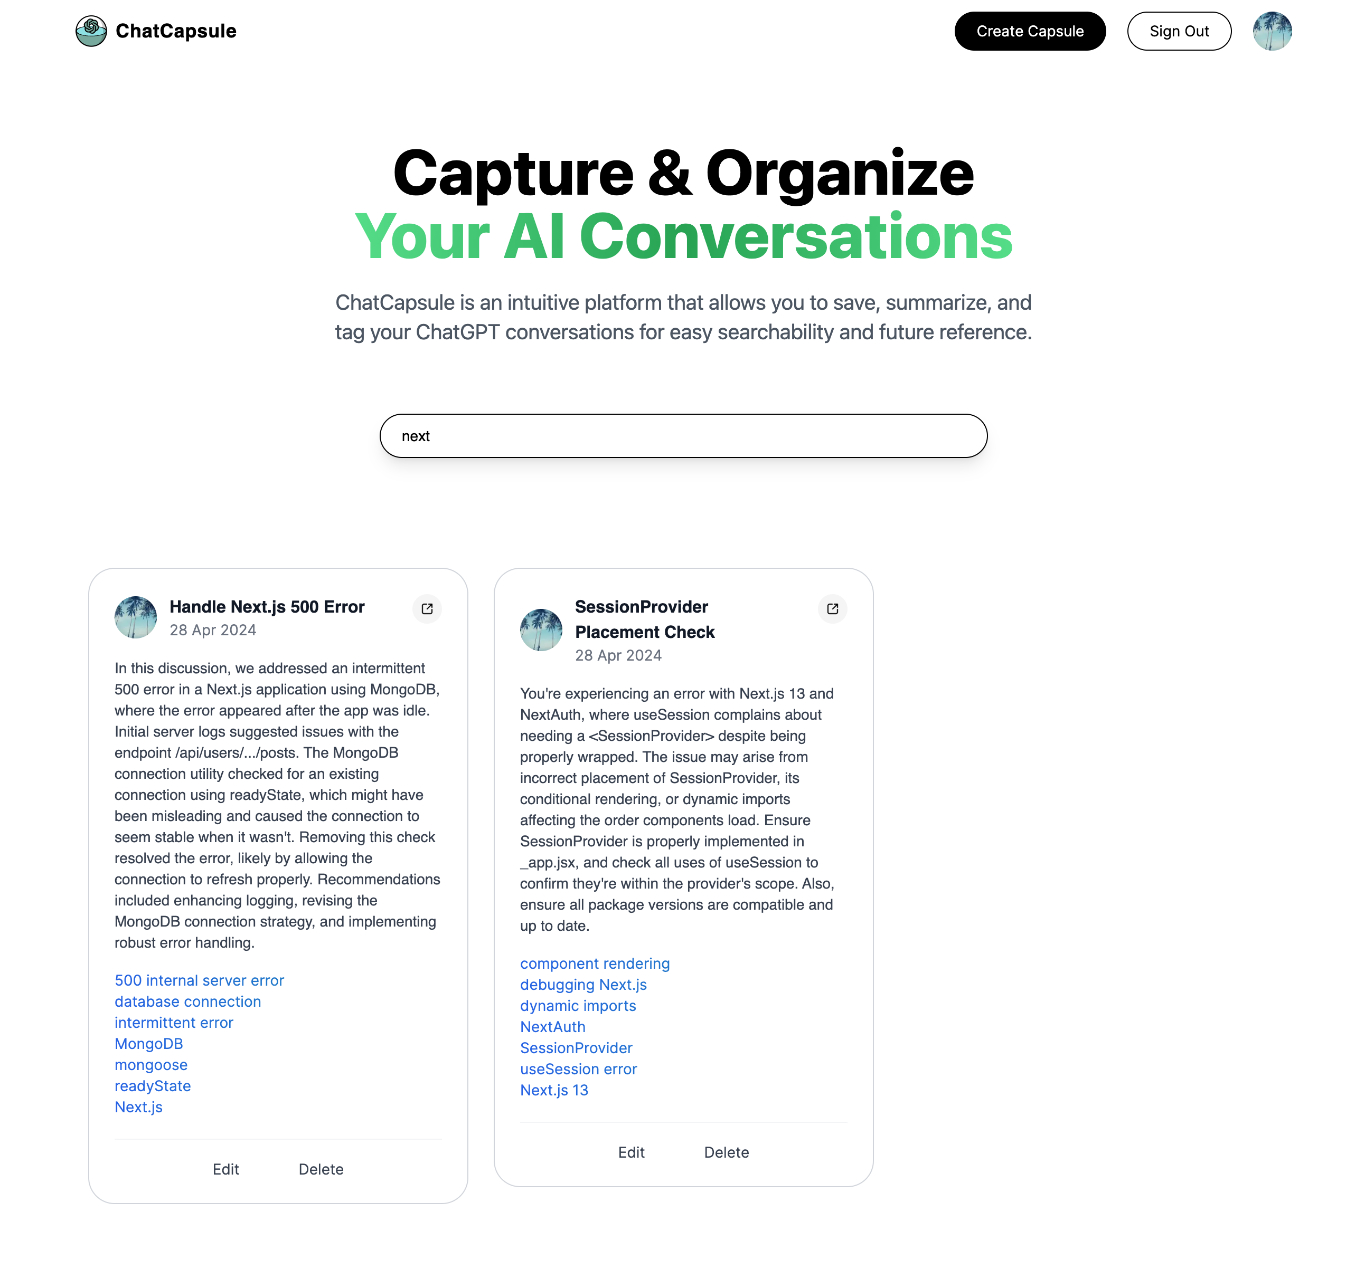 ChatCapsule
Create Capsule
Sign Out
Capture & Organize
Your AI Conversations
ChatCapsule is an intuitive platform that allows you to save, summarize, and
tag your ChatGPT conversations for easy searchability and future reference.
next
Handle Next.js 500 Error
28 Apr 2024
In this discussion, we addressed an intermittent
500 error in a Next.js application using MongoDB,
where the error appeared after the app was idle.
Initial server logs suggested issues with the
endpoint /api/users/.../posts. The MongoDB
connection utility checked for an existing
connection using readyState, which might have
been misleading and caused the connection to
seem stable when it wasn't. Removing this check
resolved the error, likely by allowing the
connection to refresh properly. Recommendations
included enhancing logging, revising the
MongoDB connection strategy, and implementing
robust error handling.
500 internal server error
database connection
intermittent error
MongoDB
mongoose
readyState
Next.js
Edit
Delete
SessionProvider
Placement Check
28 Apr 2024
You're experiencing an error with Next.js 13 and
NextAuth, where useSession complains about
needing a <SessionProvider> despite being
properly wrapped. The issue may arise from
incorrect placement of SessionProvider, its
conditional rendering, or dynamic imports
affecting the order components load. Ensure
SessionProvider is properly implemented in
_app.jsx, and check all uses of useSession to
confirm they're within the provider's scope. Also,
ensure all package versions are compatible and
up to date.
component rendering
debugging Next.js
dynamic imports
NextAuth
SessionProvider
useSession error
Next.js 13
Edit
Delete